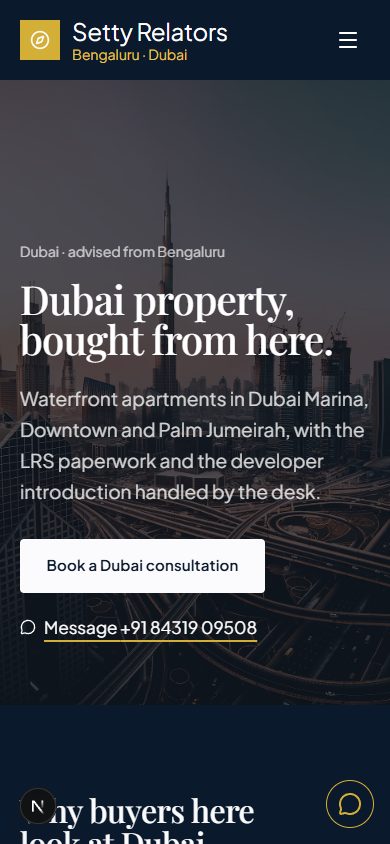 Setty Relators
Bengaluru · Dubai
Dubai · advised from Bengaluru
Dubai property,
bought from here.
Waterfront apartments in Dubai Marina,
Downtown and Palm Jumeirah, with the
LRS paperwork and the developer
introduction handled by the desk.
Book a Dubai consultation
Message +91 84319 09508
N
hy buyers here
look at Dubai